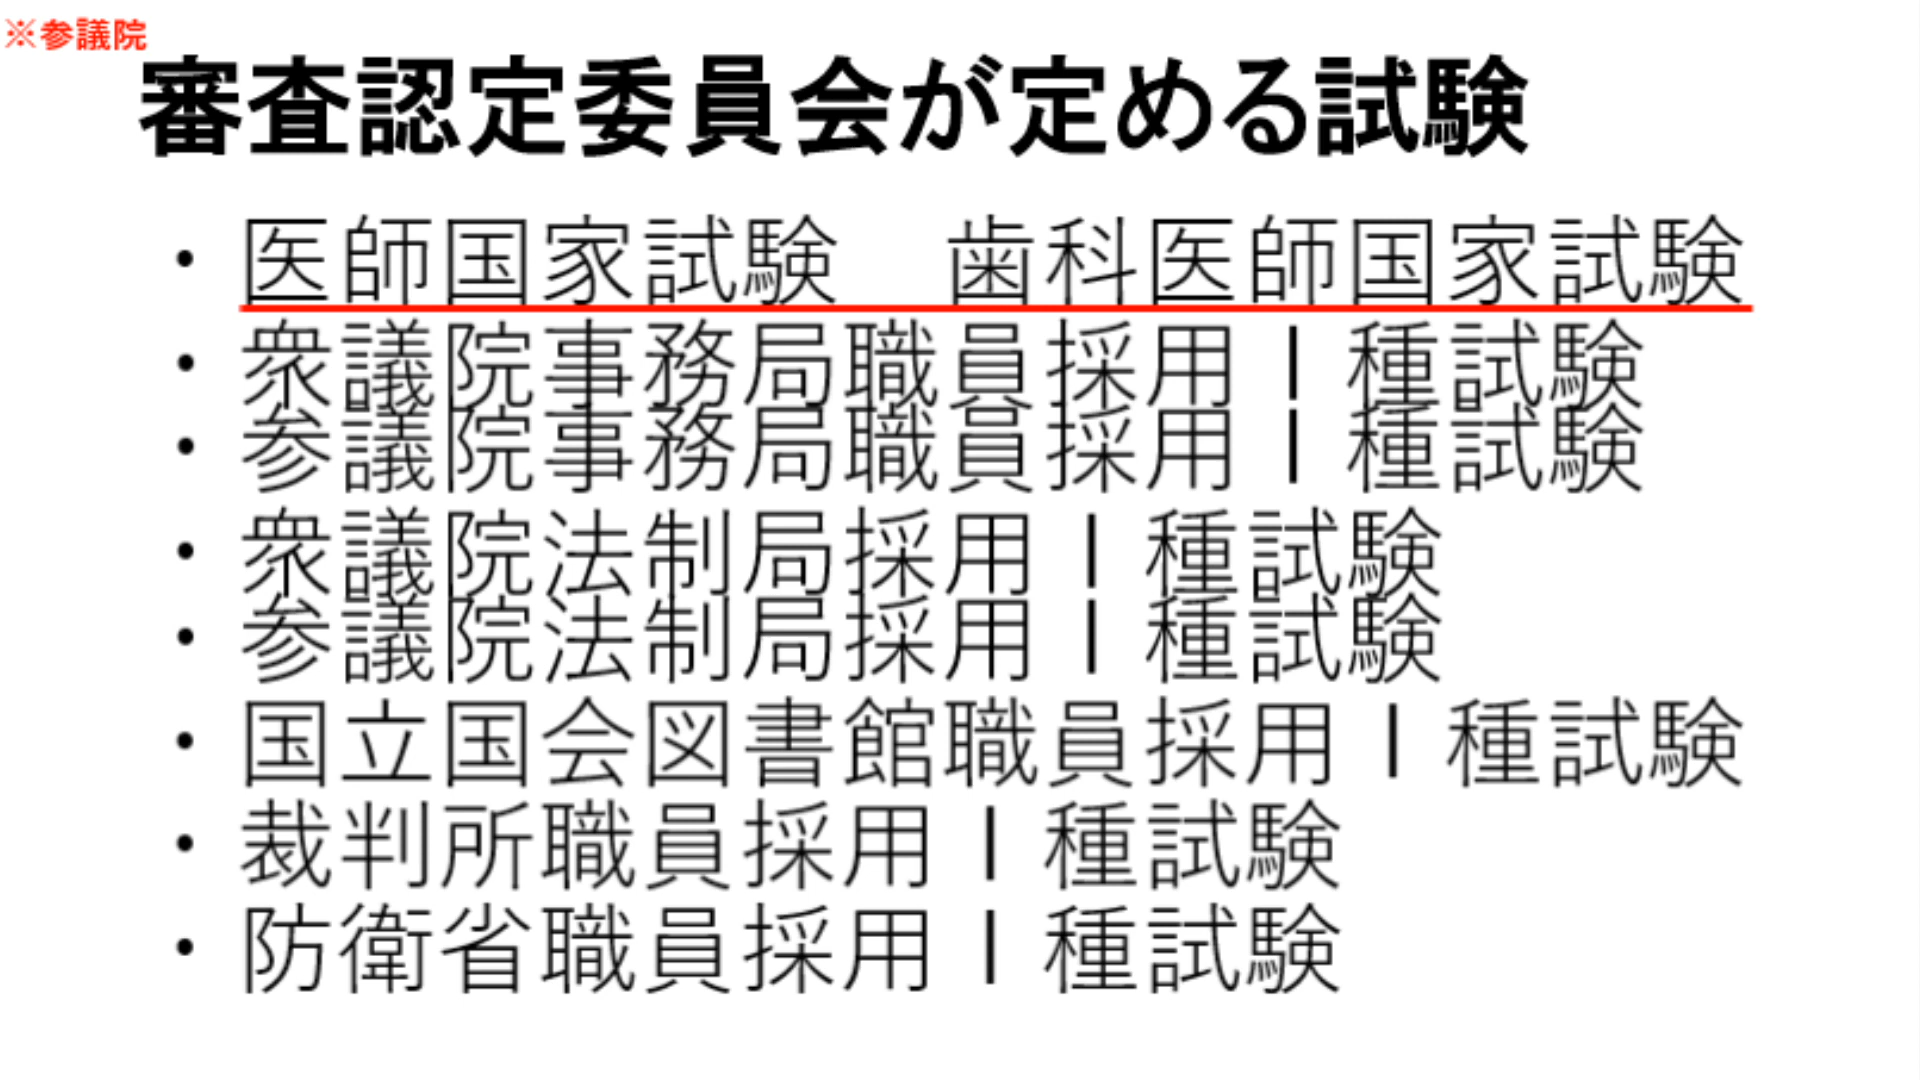 ※参議院
審査認定委員会が定める試験
・医師国家試験　歯科医師国家試験
・衆議院事務局職員採用Ⅰ種試験
・参議院事務局職員採用Ⅰ種試験
・衆議院法制局採用Ⅰ種試験
・参議院法制局採用Ⅰ種試験
・国立国会図書館職員採用Ⅰ種試験
・裁判所職員採用Ⅰ種試験
・防衛省職員採用Ⅰ種試験